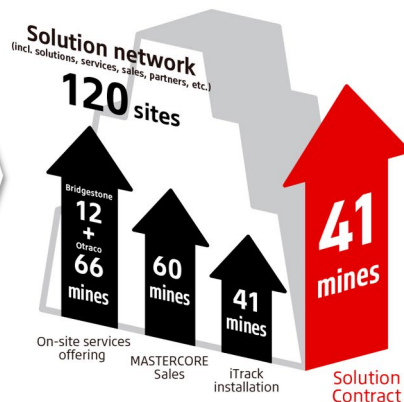 Solution network
(incl. solutions, services, sales, partners, etc.)
120 sites
Bridgestone
12
+
Otraco
66
mines
60
mines
41
mines
41
mines
On-site services
offering
MASTERCORE
Sales
iTrack
installation
Solution
Contract